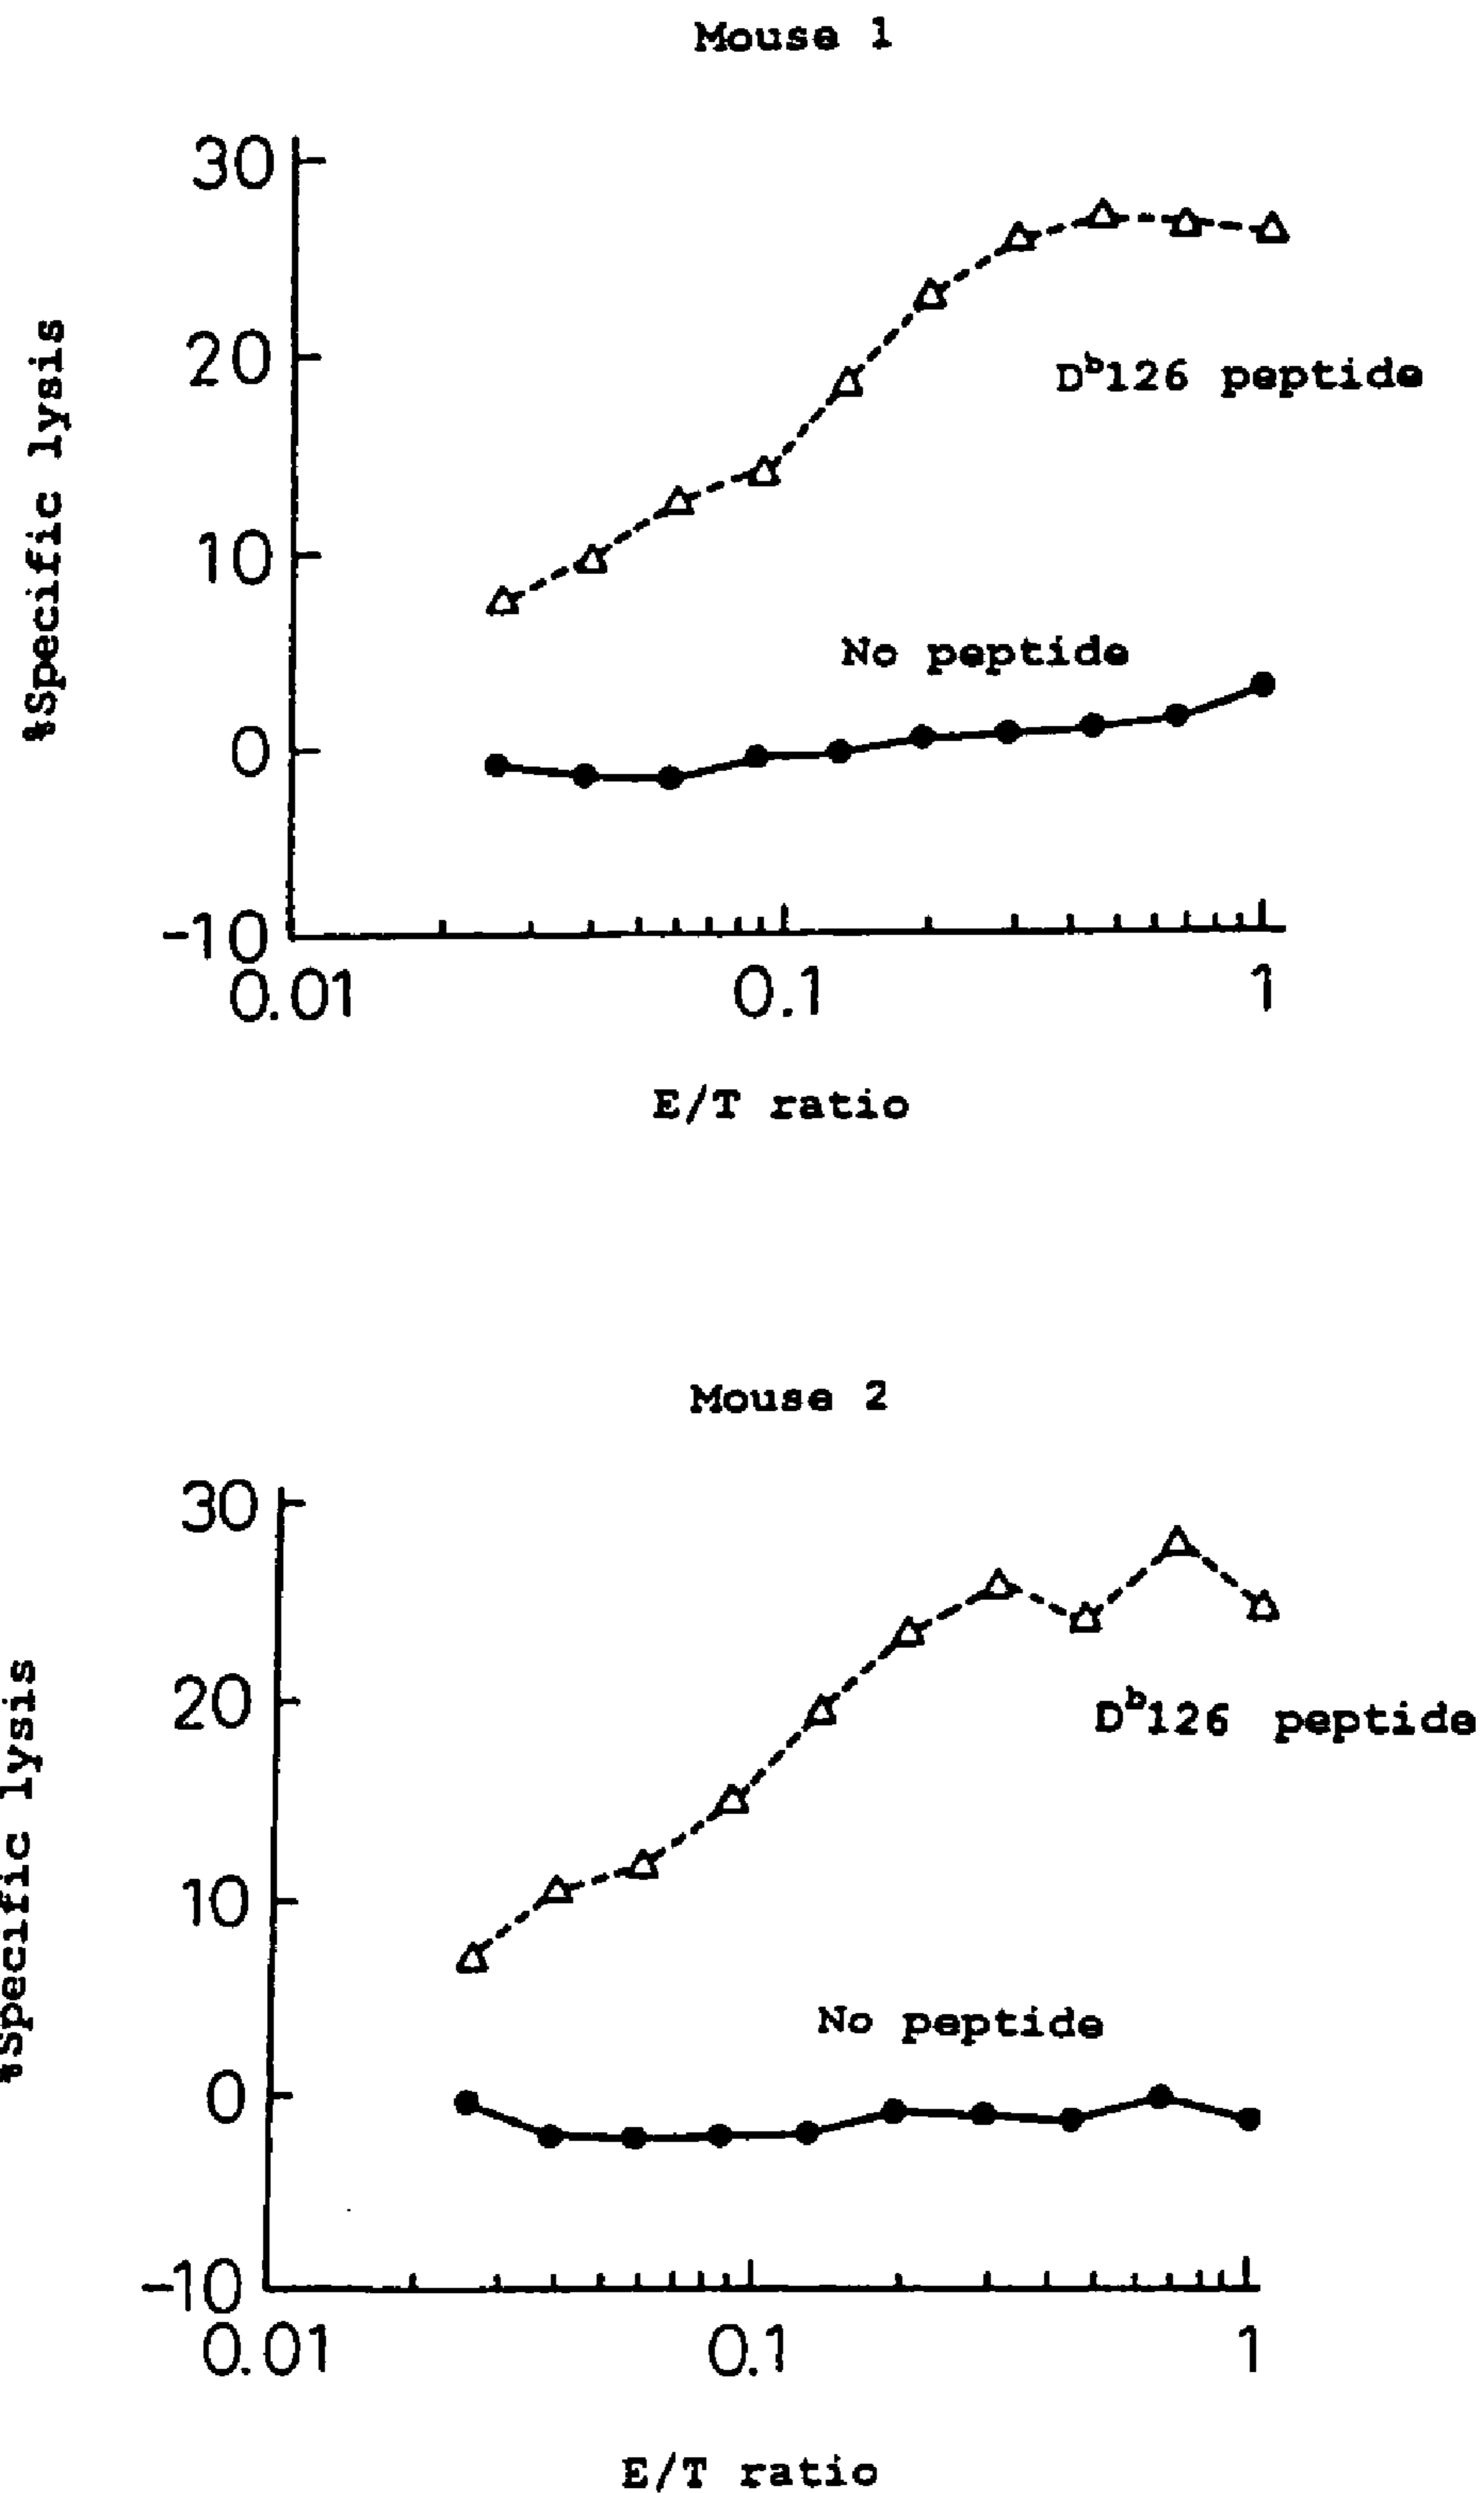 Mouse 1
30
20
10
0
-10
%Specific lysis
D^b126 peptide
No peptide
0.01 0.1 1
E/T ratio
Mouse 2
30
20
10
0
-10
%Specific lysis
D^b126 peptide
No peptide
0.01 0.1 1
E/T ratio